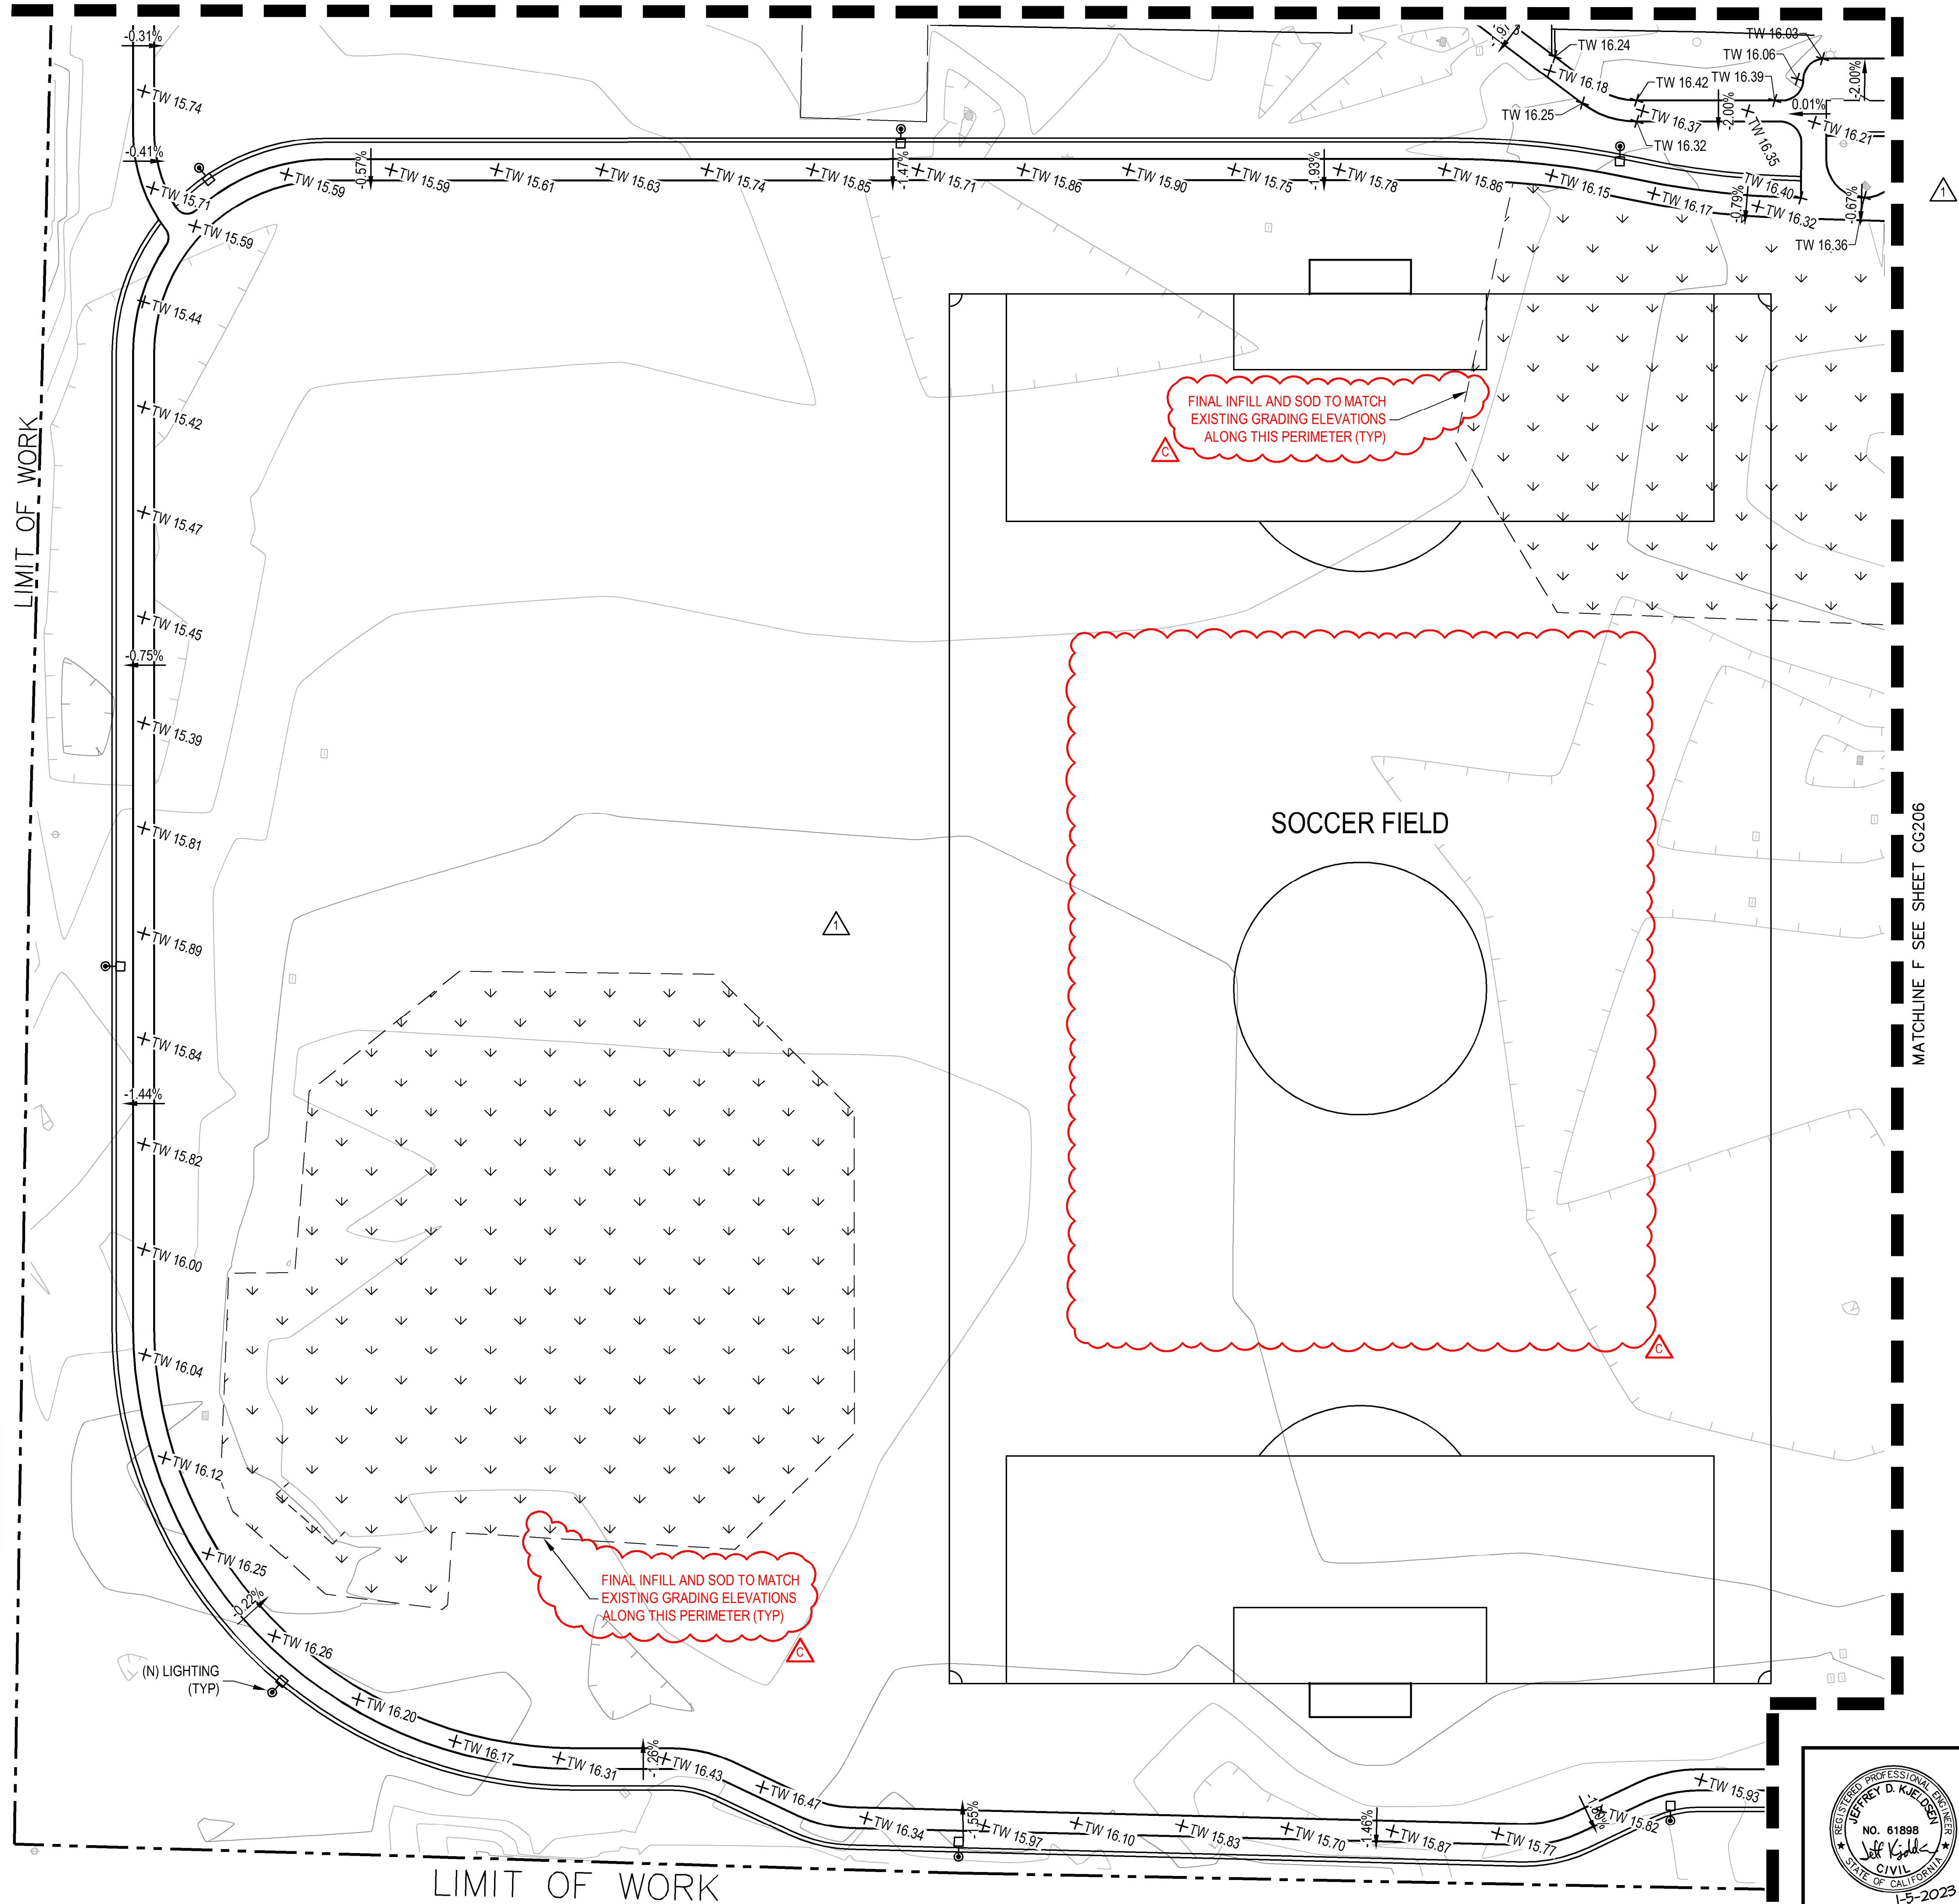 -0.31%
TW 15.74
-0.41%
TW 15.71
TW 15.59
TW 15.59
-0.57%
TW 15.59
TW 15.61
TW 15.63
TW 15.74
TW 15.85
-1.47%
TW 15.71
TW 15.86
TW 15.90
TW 15.75
-1.93%
TW 15.78
TW 15.86
TW 16.15
TW 16.17
-0.79%
TW 16.40
TW 16.32
-0.67%
TW 16.36
TW 16.24
TW 16.18
TW 16.25
TW 16.42
TW 16.37
TW 16.32
-2.00%
TW 16.39
TW 16.35
TW 16.06
TW 16.03
0.01%
-2.00%
TW 16.21
1
LIMIT OF WORK
TW 15.44
TW 15.42
TW 15.47
TW 15.45
-0.75%
TW 15.39
TW 15.81
TW 15.89
TW 15.84
-1.44%
TW 15.82
TW 16.00
TW 16.04
TW 16.12
TW 16.25
-0.22%
TW 16.26
TW 16.20
TW 16.17
TW 16.31
-1.26%
TW 16.43
TW 16.47
TW 16.34
-1.55%
TW 15.97
TW 16.10
TW 15.83
TW 15.70
-1.46%
TW 15.87
TW 15.77
TW 15.82
TW 15.93
FINAL INFILL AND SOD TO MATCH
EXISTING GRADING ELEVATIONS
ALONG THIS PERIMETER (TYP)
C
SOCCER FIELD
1
C
MATCHLINE F SEE SHEET CG206
FINAL INFILL AND SOD TO MATCH
EXISTING GRADING ELEVATIONS
ALONG THIS PERIMETER (TYP)
C
(N) LIGHTING
(TYP)
LIMIT OF WORK
REGISTERED PROFESSIONAL ENGINEER
JEFFREY D. KJELDSEN
NO. 61898
Jeff Kjeld
CIVIL
STATE OF CALIFORNIA
1-5-2023